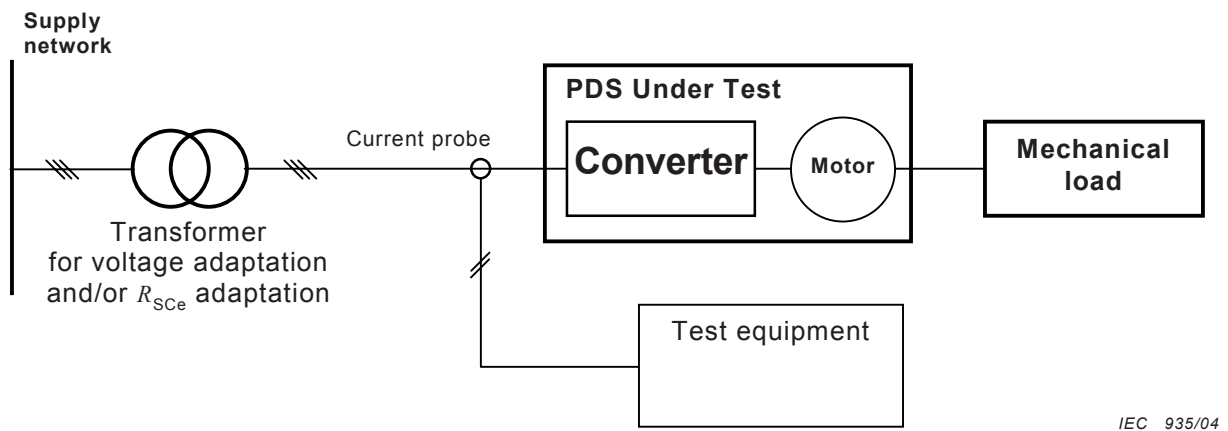 Supply
network
PDS Under Test
Current probe
Converter
Motor
Mechanical
load
Transformer
for voltage adaptation
and/or R_SCe adaptation
Test equipment
IEC 935/04